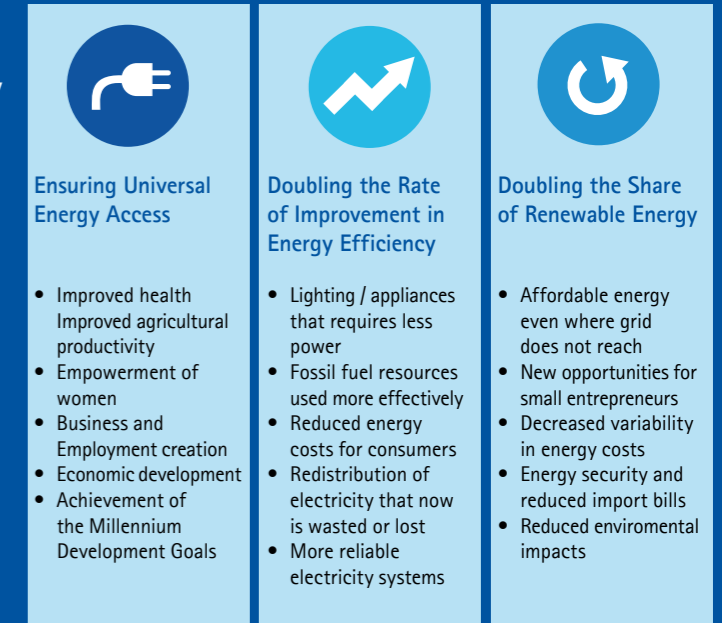 Ensuring Universal
Energy Access
• Improved health
Improved agricultural
productivity
• Empowerment of
women
• Business and
Employment creation
• Economic development
• Achievement of
the Millennium
Development Goals
Doubling the Rate
of Improvement in
Energy Efficiency
• Lighting / appliances
that requires less
power
• Fossil fuel resources
used more effectively
• Reduced energy
costs for consumers
• Redistribution of
electricity that now
is wasted or lost
• More reliable
electricity systems
Doubling the Share
of Renewable Energy
• Affordable energy
even where grid
does not reach
• New opportunities for
small entrepreneurs
• Decreased variability
in energy costs
• Energy security and
reduced import bills
• Reduced enviromental
impacts